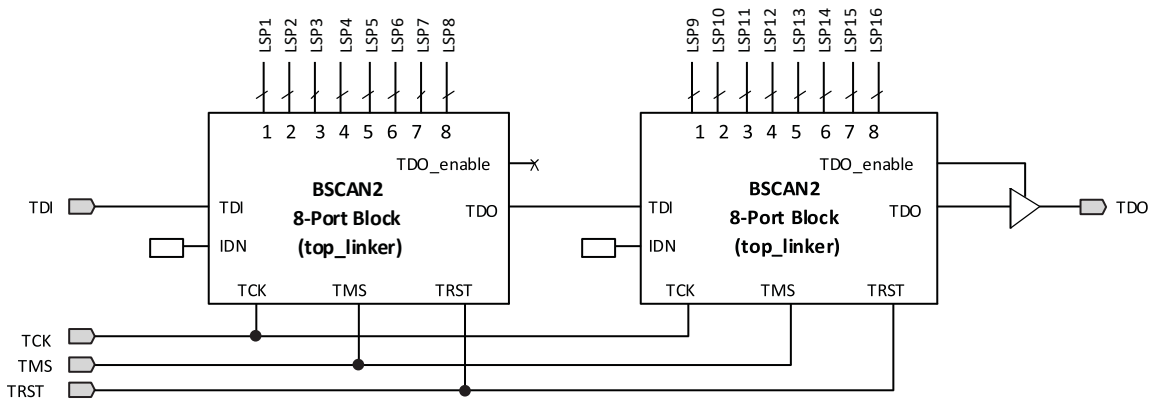 LSP1 LSP2 LSP3 LSP4 LSP5 LSP6 LSP7 LSP8
1 2 3 4 5 6 7 8
TDO_enable
BSCAN2
8-Port Block
(top_linker)
TDI
TDI
TDO
IDN
TCK TMS TRST
LSP9 LSP10 LSP11 LSP12 LSP13 LSP14 LSP15 LSP16
1 2 3 4 5 6 7 8
TDO_enable
BSCAN2
8-Port Block
(top_linker)
TDI
TDO
TDO
IDN
TCK TMS TRST
TCK
TMS
TRST